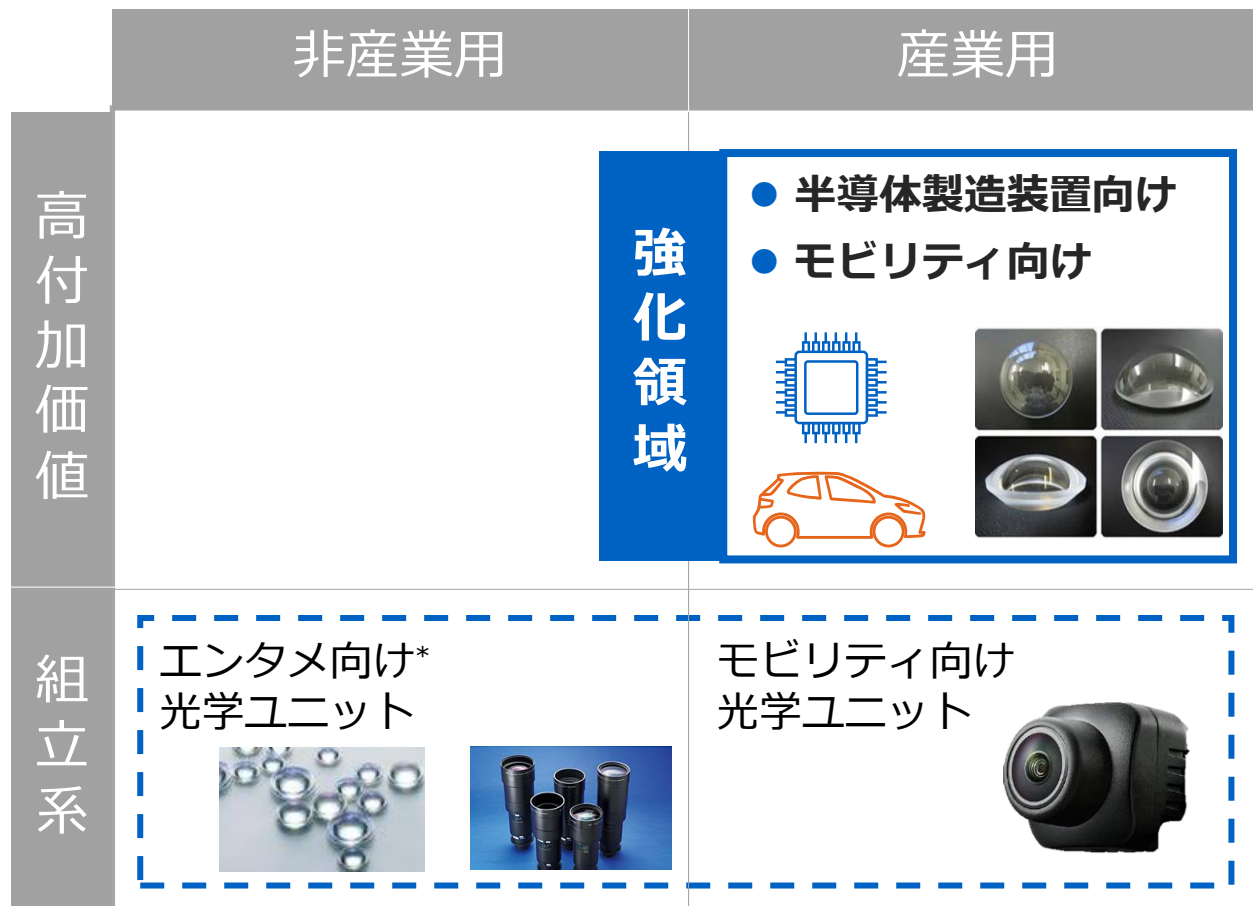 非産業用
産業用
高付加価値
強化領域
● 半導体製造装置向け
● モビリティ向け
組立系
エンタメ向け*
光学ユニット
モビリティ向け
光学ユニット